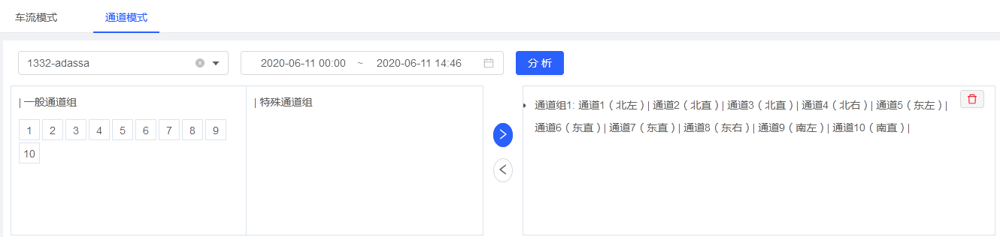 车流模式 通道模式
1332-adassa 2020-06-11 00:00 ~ 2020-06-11 14:46 分 析
| 一般通道组
1 2 3 4 5 6 7 8 9
10
| 特殊通道组
通道组1: 通道1（北左）| 通道2（北直）| 通道3（北直）| 通道4（北右）| 通道5（东左）|
通道6（东直）| 通道7（东直）| 通道8（东右）| 通道9（南左）| 通道10（南直）|